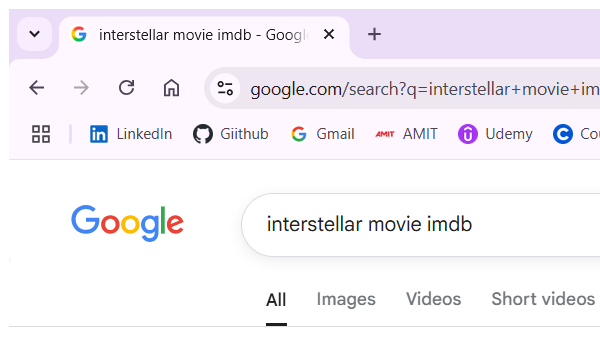 interstellar movie imdb - Googl
google.com/search?q=interstellar+movie+im
LinkedIn Giithub Gmail AMIT AMIT Udemy Cou
Google interstellar movie imdb
All Images Videos Short videos